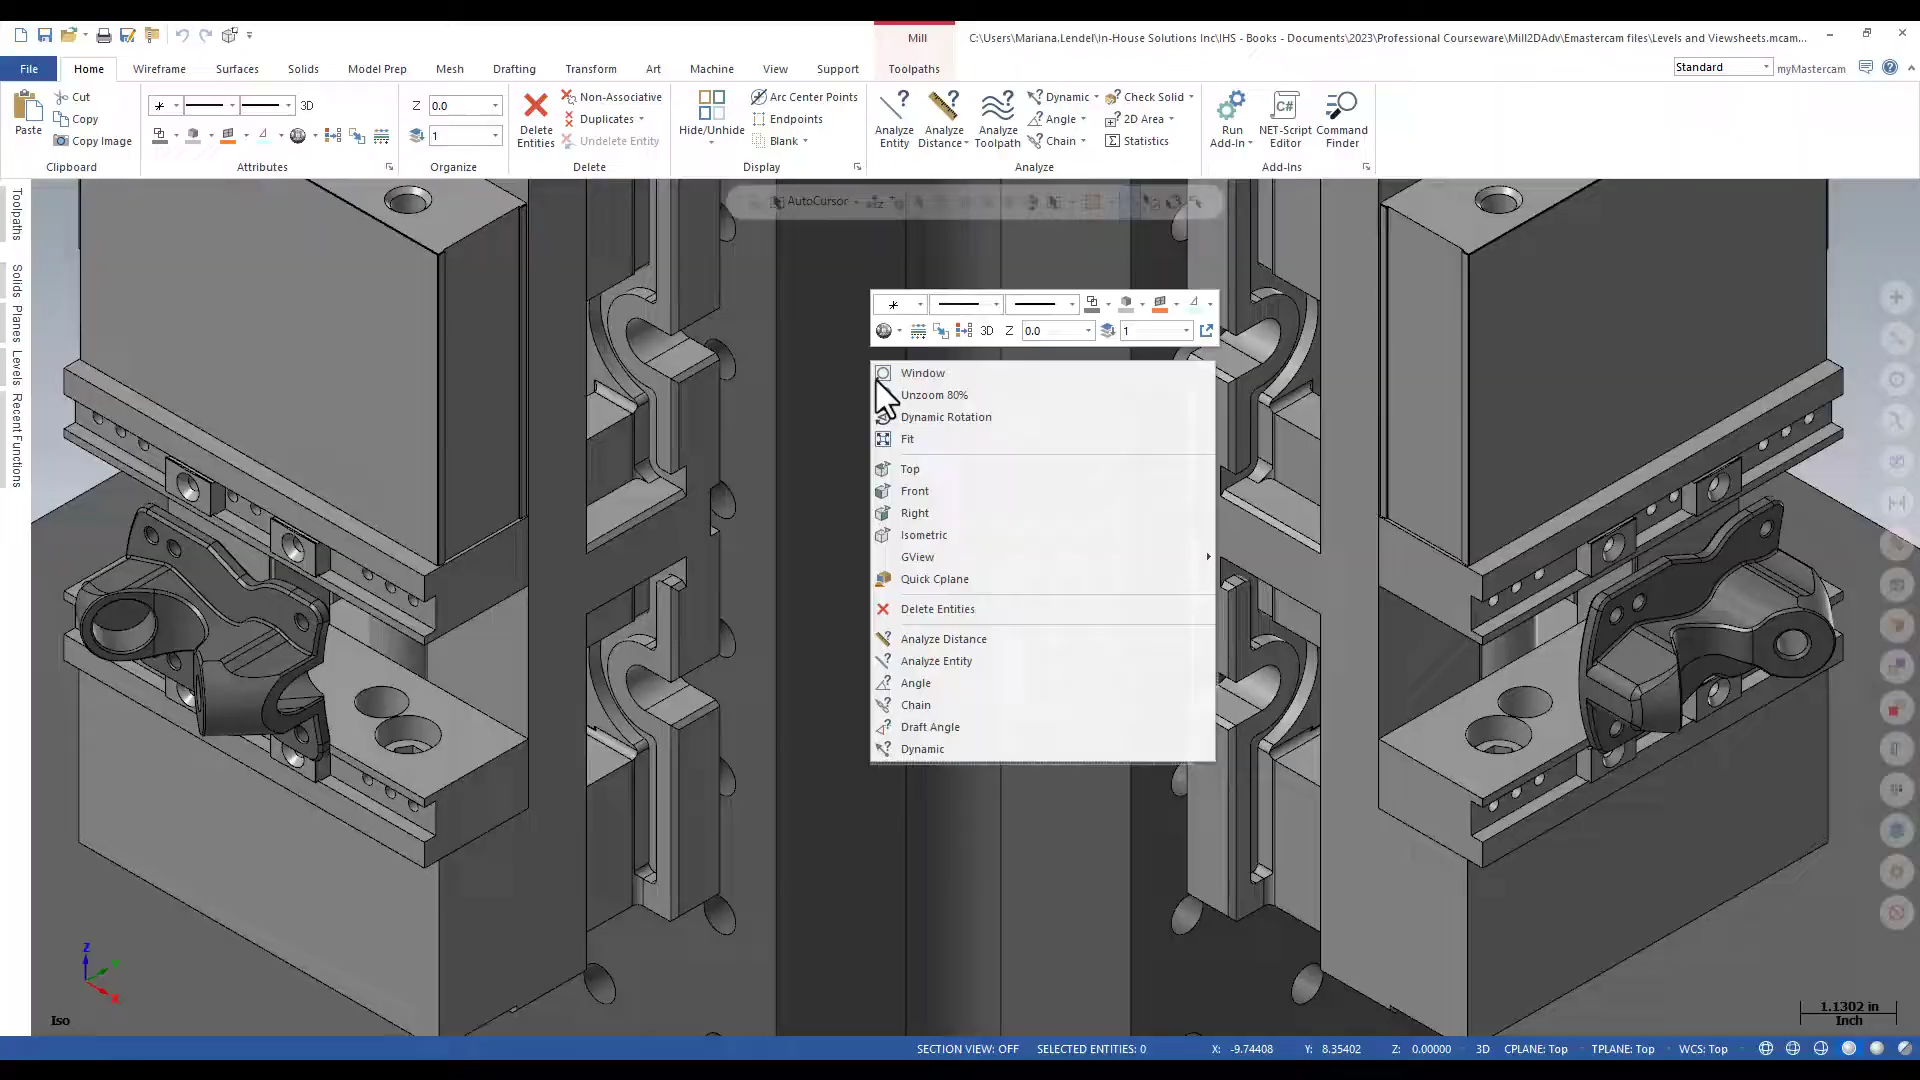 Mill
C:\Users\Mariana.Lendel\In-House Solutions Inc\IHS - Books - Documents\2023\Professional Courseware\Mill2DAdv\Emastercam files\Levels and Viewsheets.mcam...
File
Home
Wireframe
Surfaces
Solids
Model Prep
Mesh
Drafting
Transform
Art
Machine
View
Support
Toolpaths
Standard
myMastercam
Paste
Cut
Copy
Copy Image
Clipboard
3D
Attributes
Z 0.0
1
Organize
Delete
Entities
Non-Associative
Duplicates
Undelete Entity
Delete
Hide/Unhide
Arc Center Points
Endpoints
Blank
Display
Analyze
Entity
Analyze
Distance
Analyze
Toolpath
Dynamic
Angle
Chain
Check Solid
2D Area
Statistics
Analyze
Run
Add-In
C#
NET-Script
Editor
Command
Finder
Add-Ins
Toolpaths
Solids
Planes
Levels
Recent Functions
AutoCursor
3D Z 0.0 1
Window
Unzoom 80%
Dynamic Rotation
Fit
Top
Front
Right
Isometric
GView
Quick Cplane
Delete Entities
Analyze Distance
Analyze Entity
Angle
Chain
Draft Angle
Dynamic
Z
Y
X
Iso
1.1302 in
Inch
SECTION VIEW: OFF SELECTED ENTITIES: 0 X: -9.74408 Y: 8.35402 Z: 0.00000 3D CPLANE: Top TPLANE: Top WCS: Top